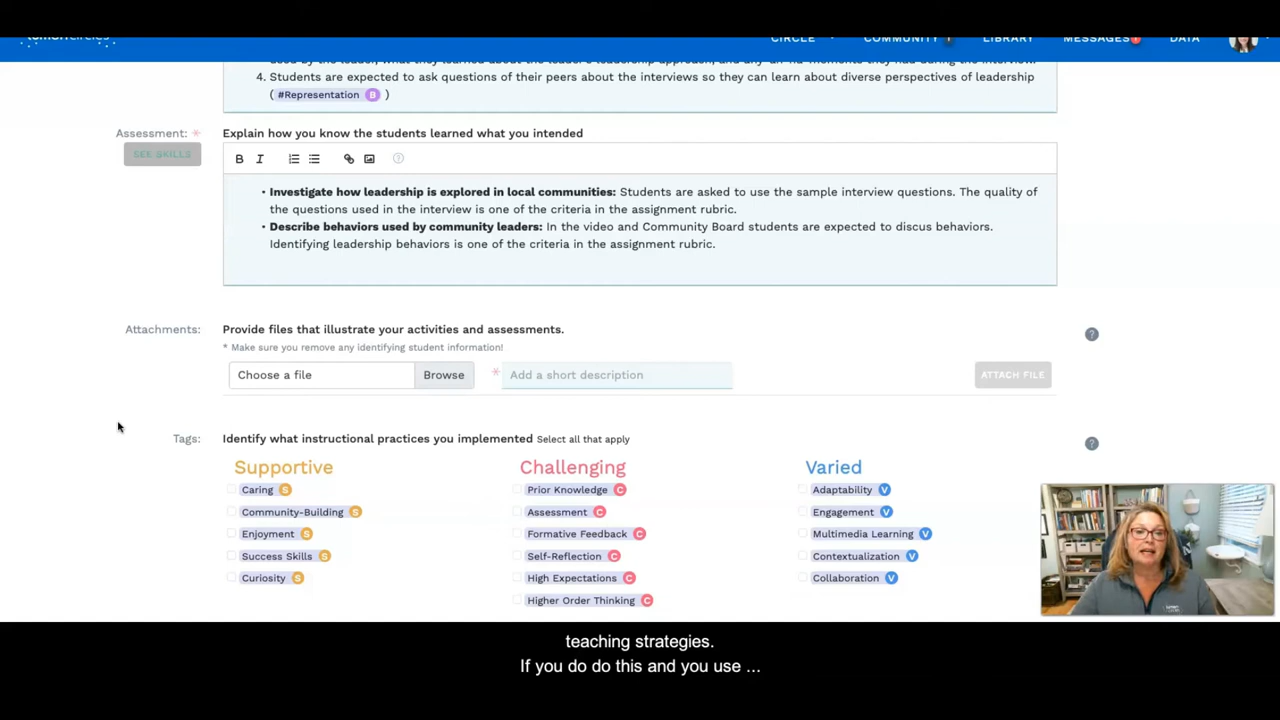 CIRCLE COMMUNITY LIBRARY MESSAGES DATA
4. Students are expected to ask questions of their peers about the interviews so they can learn about diverse perspectives of leadership
( #Representation B )
Assessment: * Explain how you know the students learned what you intended
SEE SKILLS
B I ?
• Investigate how leadership is explored in local communities: Students are asked to use the sample interview questions. The quality of
the questions used in the interview is one of the criteria in the assignment rubric.
• Describe behaviors used by community leaders: In the video and Community Board students are expected to discus behaviors.
Identifying leadership behaviors is one of the criteria in the assignment rubric.
Attachments: Provide files that illustrate your activities and assessments. ?
* Make sure you remove any identifying student information!
Choose a file Browse * Add a short description ATTACH FILE
Tags: Identify what instructional practices you implemented Select all that apply ?
Supportive Challenging Varied
Caring S Prior Knowledge C Adaptability V
Community-Building S Assessment C Engagement V
Enjoyment S Formative Feedback C Multimedia Learning V
Success Skills S Self-Reflection C Contextualization V
Curiosity S High Expectations C Collaboration V
Higher Order Thinking C
teaching strategies.
If you do do this and you use ...